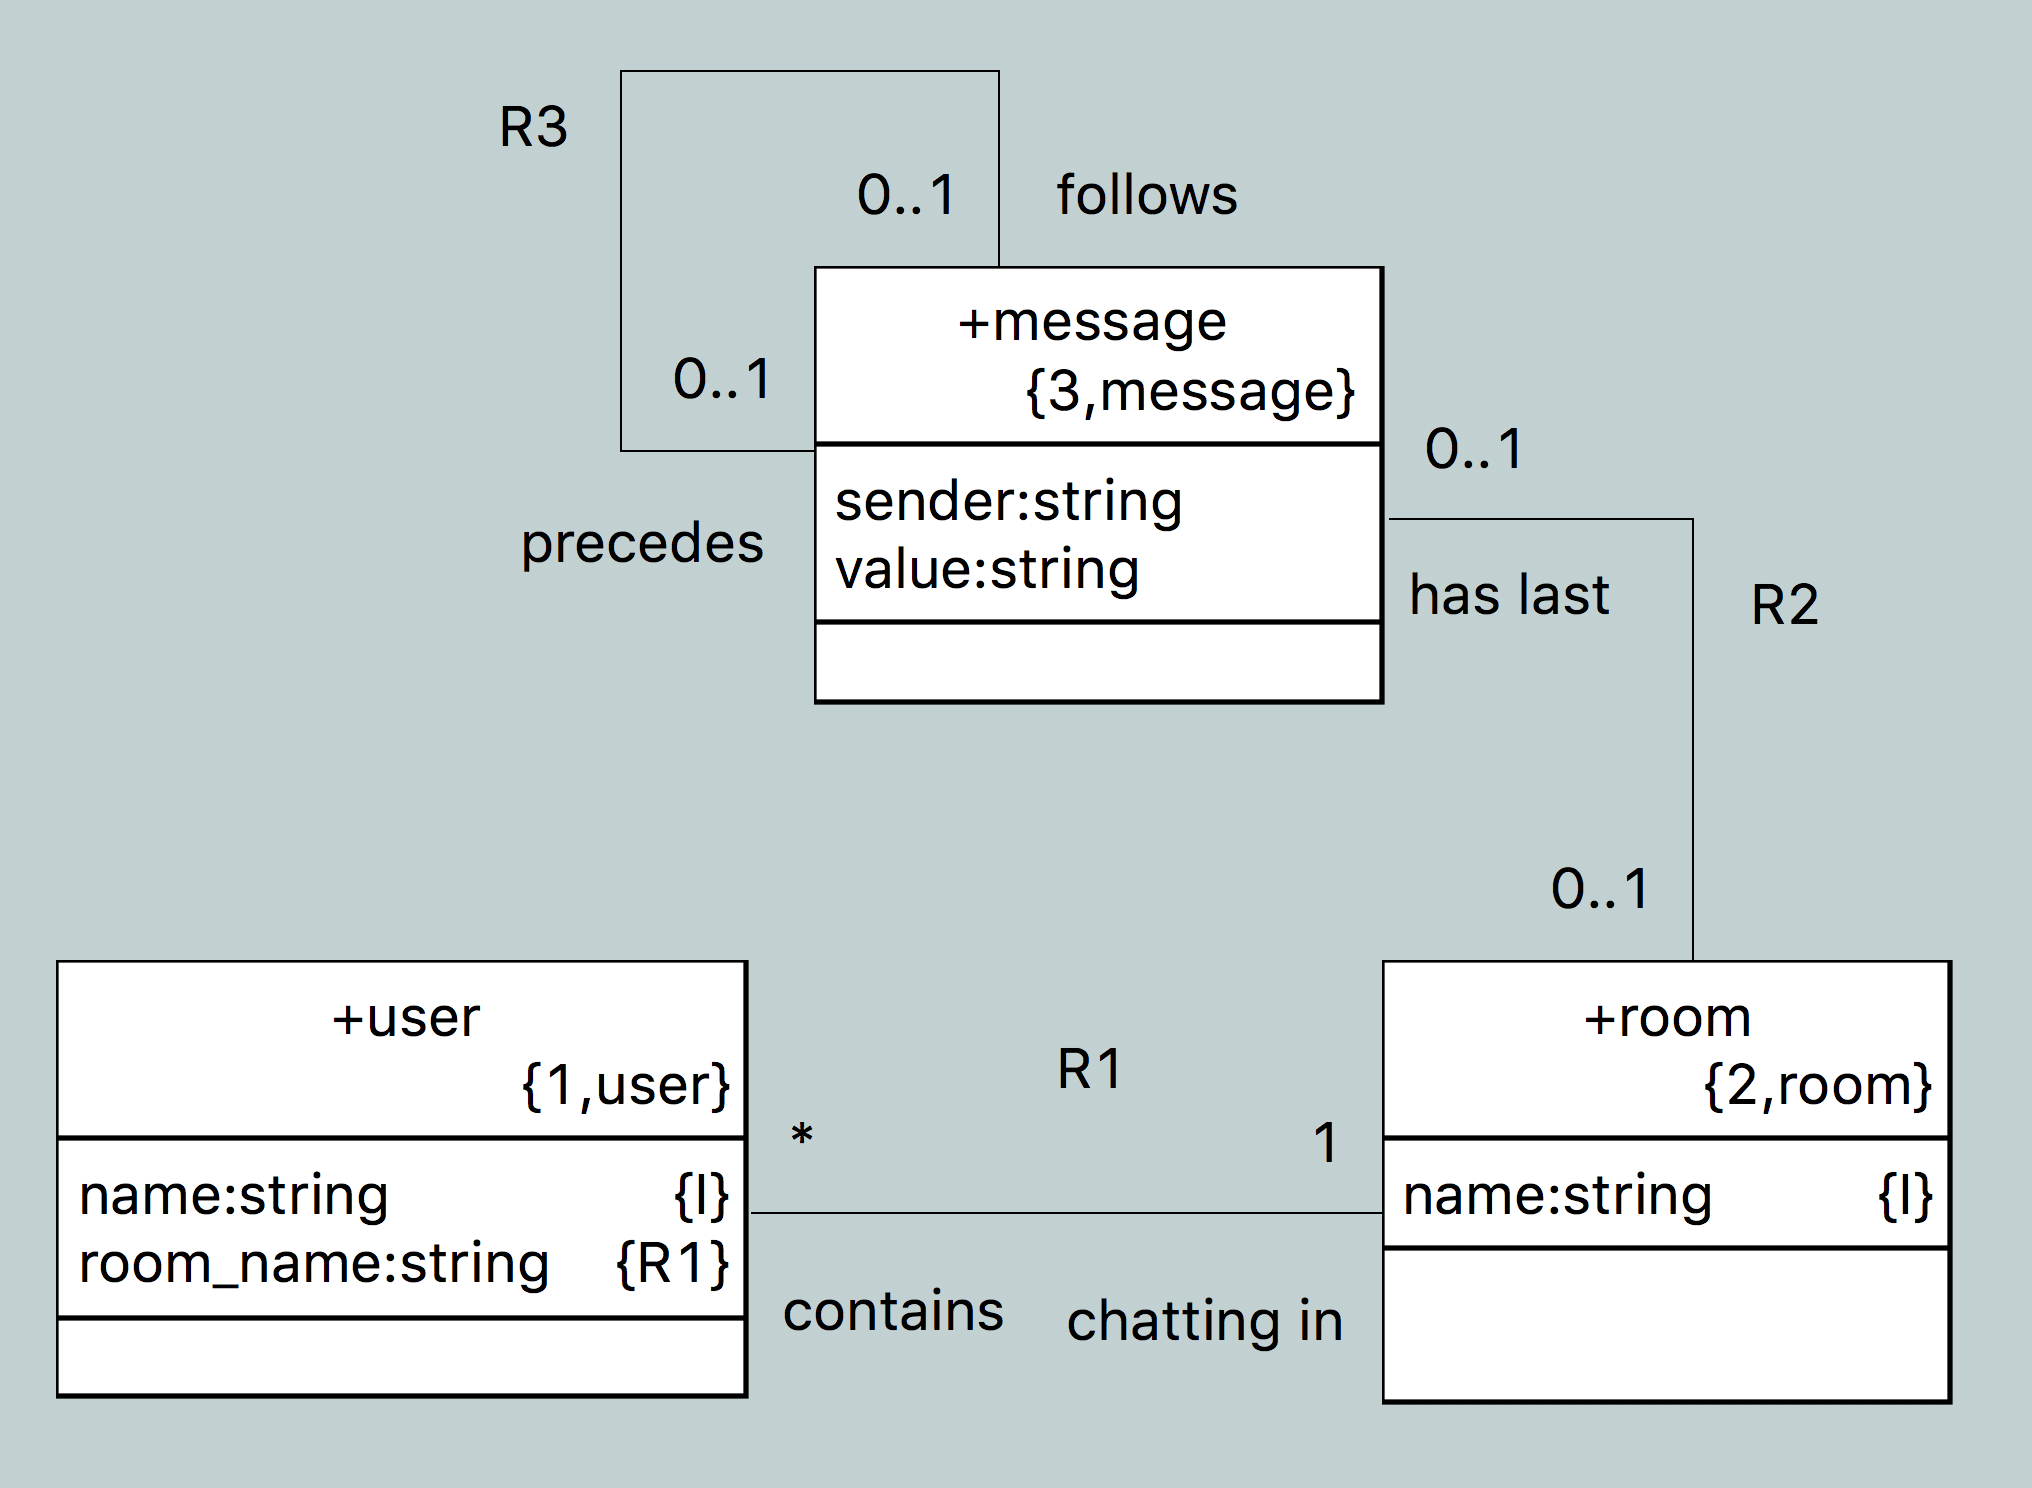 R3
0..1
follows
+message
{3,message}
0..1
sender:string
value:string
precedes
0..1
has last
R2
0..1
+user
{1,user}
name:string {I}
room_name:string {R1}
R1
*
1
contains
chatting in
+room
{2,room}
name:string {I}